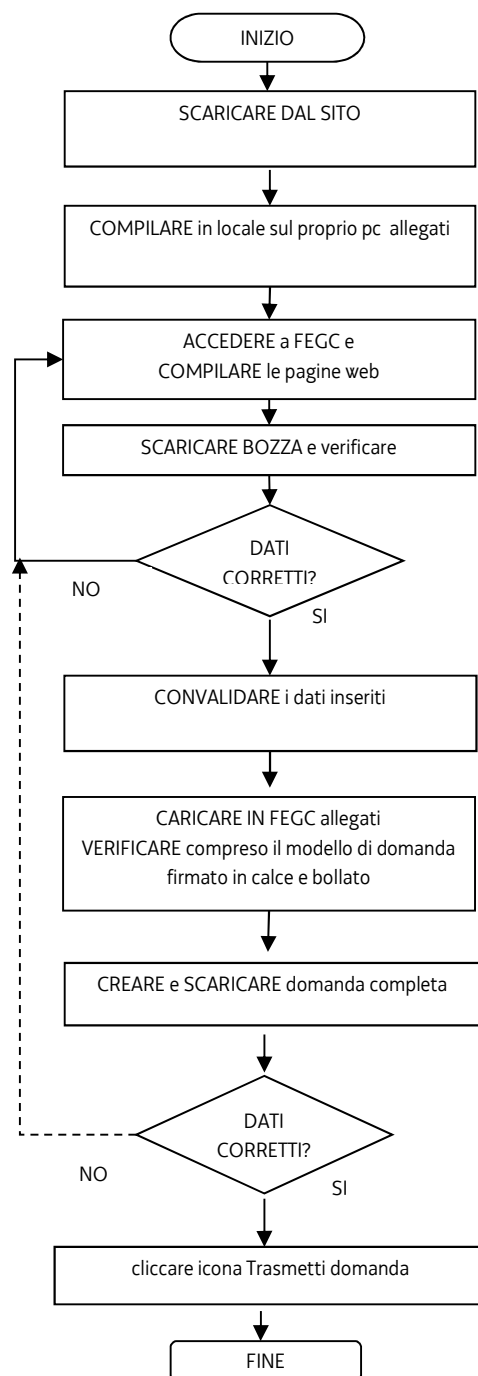 INIZIO
SCARICARE DAL SITO
COMPILARE in locale sul proprio pc allegati
ACCEDERE a FEGC e
COMPILARE le pagine web
SCARICARE BOZZA e verificare
DATI
CORRETTI?
NO
SI
CONVALIDARE i dati inseriti
CARICARE IN FEGC allegati
VERIFICARE compreso il modello di domanda
firmato in calce e bollato
CREARE e SCARICARE domanda completa
DATI
CORRETTI?
NO
SI
cliccare icona Trasmetti domanda
FINE